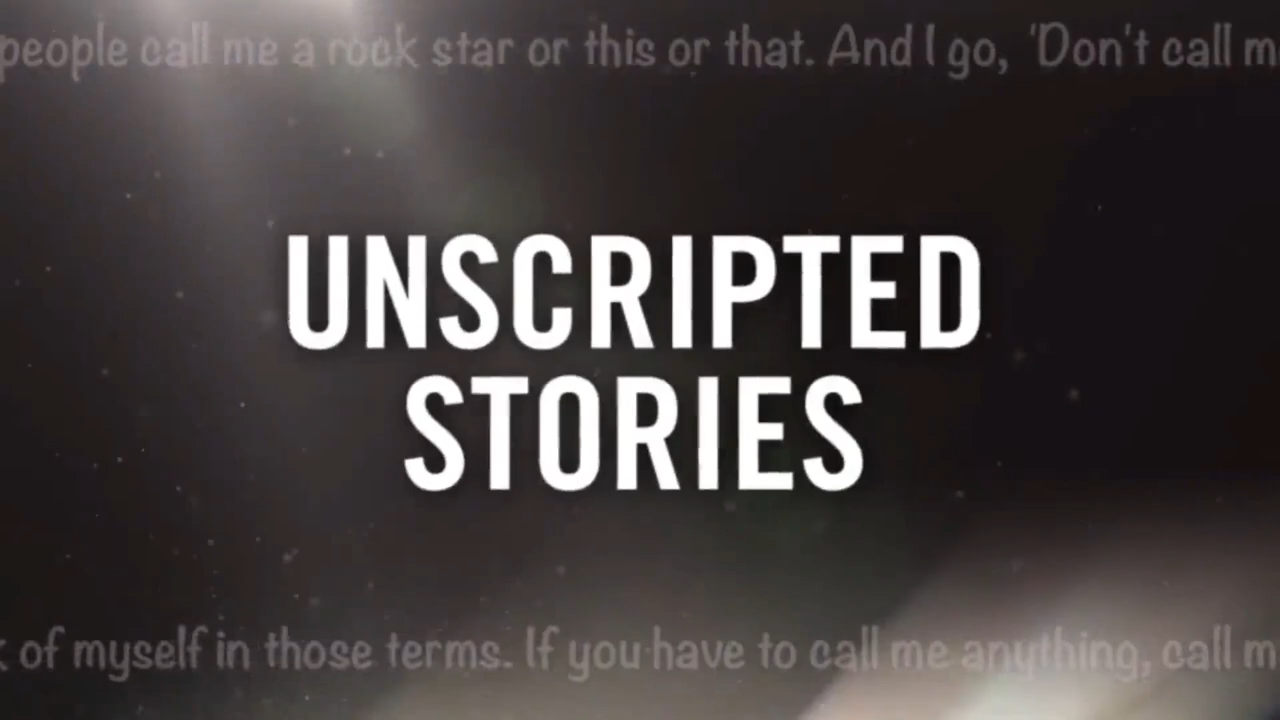 people call me a rock star or this or that. And I go, 'Don't call m
UNSCRIPTED
STORIES
of myself in those terms. If you have to call me anything, call m